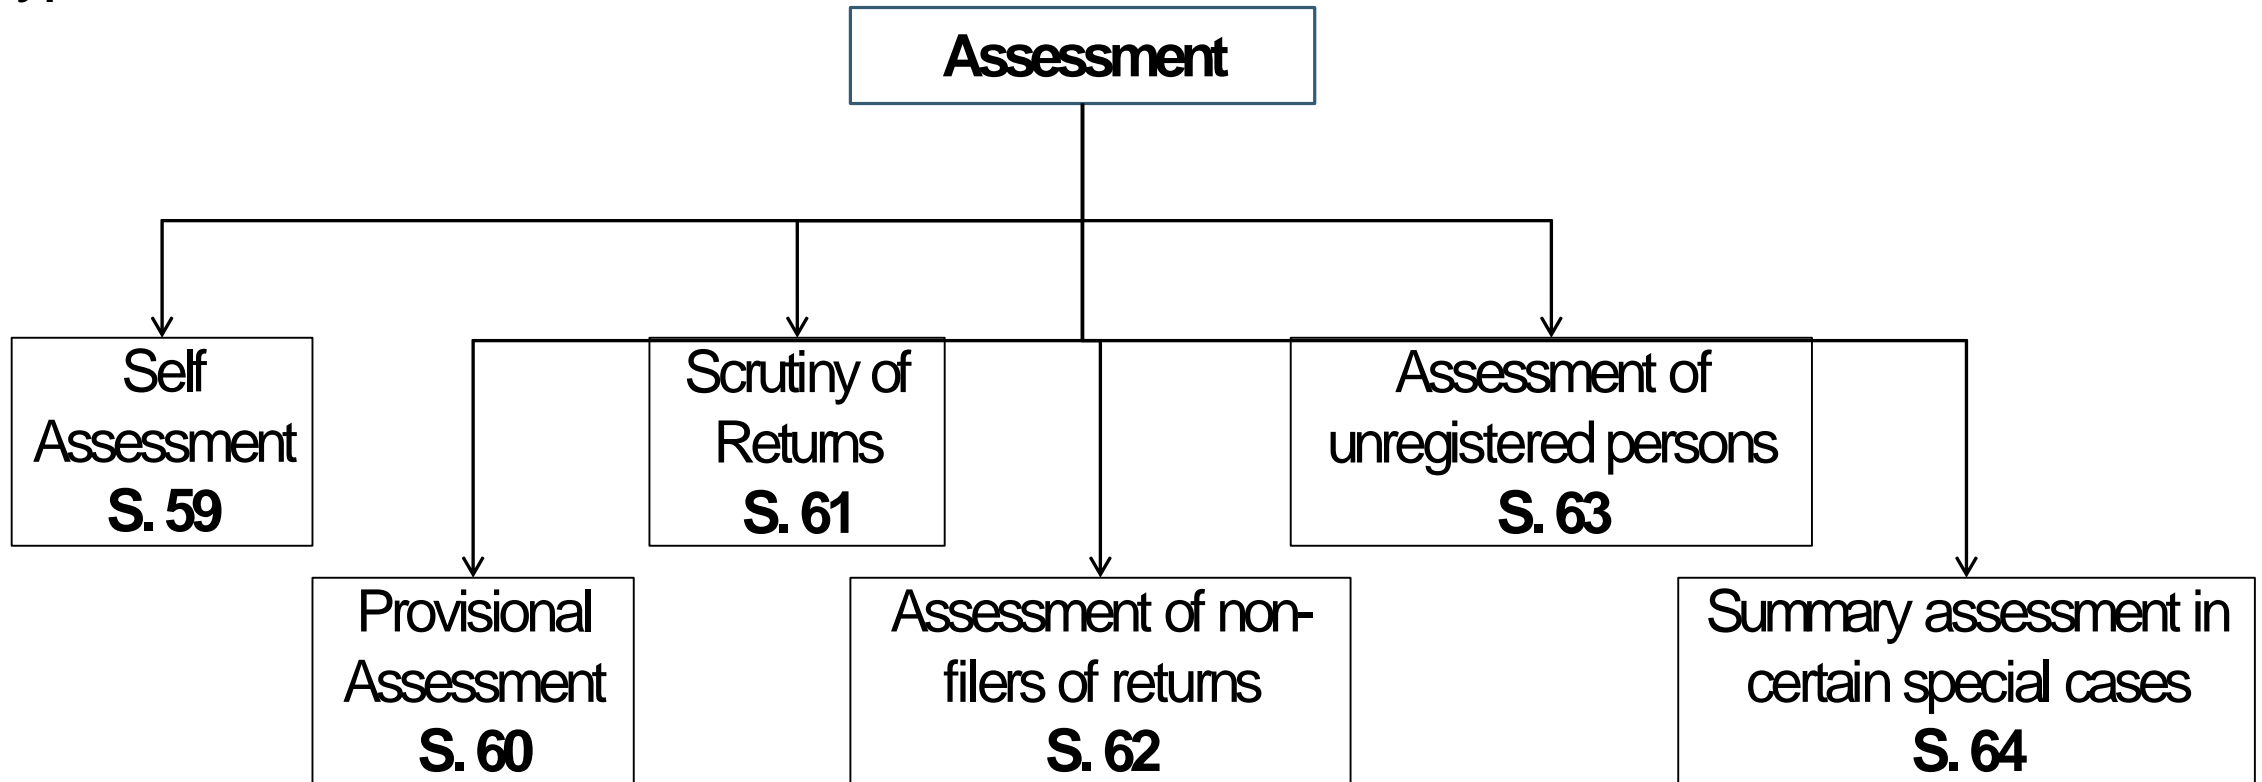 Assessment
Self
Assessment
S. 59
Scrutiny of
Returns
S. 61
Assessment of
unregistered persons
S. 63
Provisional
Assessment
S. 60
Assessment of non-
filers of returns
S. 62
Summary assessment in
certain special cases
S. 64